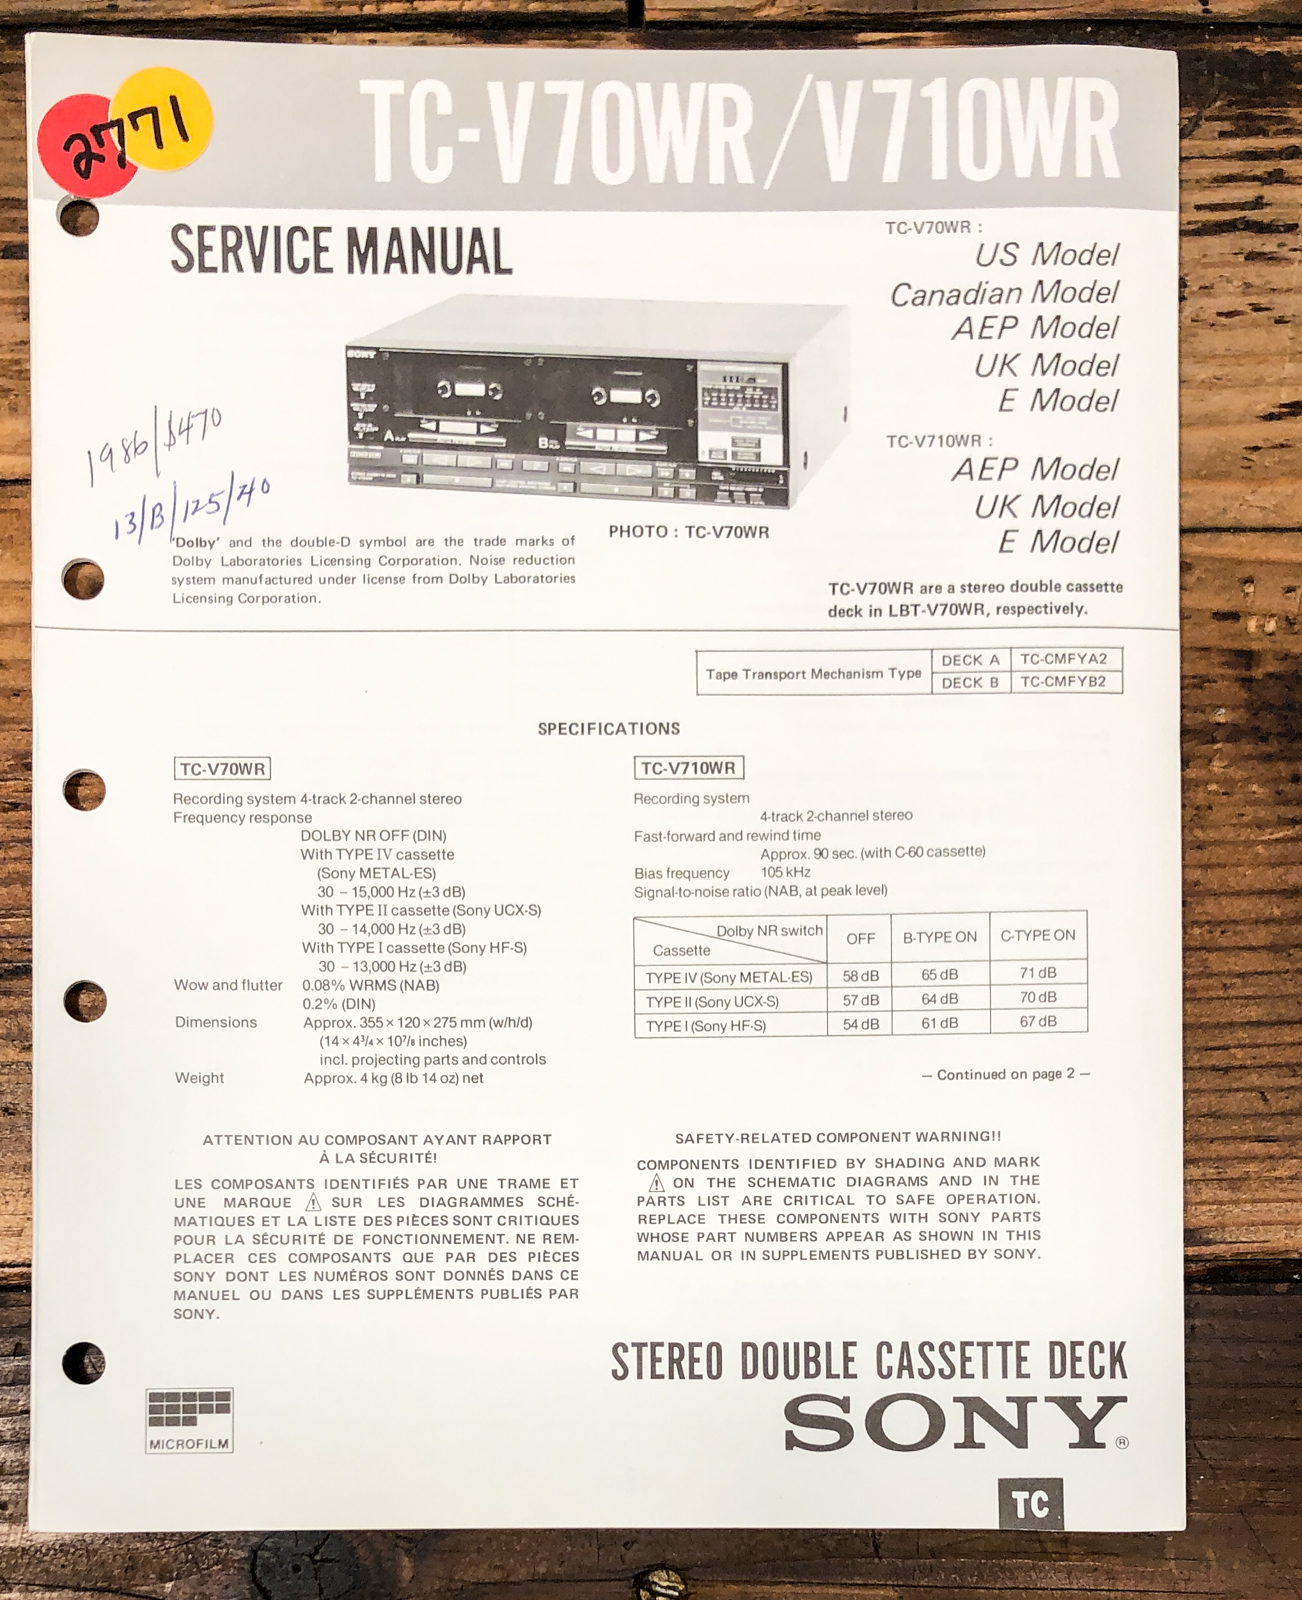 TC-V70WR/V710WR
2771
SERVICE MANUAL
TC-V70WR :
US Model
Canadian Model
AEP Model
UK Model
E Model
TC-V710WR :
AEP Model
UK Model
E Model
SONY
A
B
1986/$470
13/B/125/40
PHOTO : TC-V70WR
'Dolby' and the double-D symbol are the trade marks of
Dolby Laboratories Licensing Corporation. Noise reduction
system manufactured under license from Dolby Laboratories
Licensing Corporation.
TC-V70WR are a stereo double cassette
deck in LBT-V70WR, respectively.
Tape Transport Mechanism Type
DECK A TC-CMFYA2
DECK B TC-CMFYB2
SPECIFICATIONS
TC-V70WR
Recording system 4-track 2-channel stereo
Frequency response
DOLBY NR OFF (DIN)
With TYPE IV cassette
(Sony METAL-ES)
30 – 15,000 Hz (±3 dB)
With TYPE II cassette (Sony UCX-S)
30 – 14,000 Hz (±3 dB)
With TYPE I cassette (Sony HF-S)
30 – 13,000 Hz (±3 dB)
Wow and flutter 0.08% WRMS (NAB)
0.2% (DIN)
Dimensions Approx. 355 × 120 × 275 mm (w/h/d)
(14 × 4 3/4 × 10 7/8 inches)
incl. projecting parts and controls
Weight Approx. 4 kg (8 lb 14 oz) net
TC-V710WR
Recording system
4-track 2-channel stereo
Fast-forward and rewind time
Approx. 90 sec. (with C-60 cassette)
Bias frequency 105 kHz
Signal-to-noise ratio (NAB, at peak level)
Dolby NR switch
Cassette
OFF B-TYPE ON C-TYPE ON
TYPE IV (Sony METAL-ES) 58 dB 65 dB 71 dB
TYPE II (Sony UCX-S) 57 dB 64 dB 70 dB
TYPE I (Sony HF-S) 54 dB 61 dB 67 dB
— Continued on page 2 —
ATTENTION AU COMPOSANT AYANT RAPPORT
À LA SÉCURITÉ!
LES COMPOSANTS IDENTIFIÉS PAR UNE TRAME ET
UNE MARQUE ⚠ SUR LES DIAGRAMMES SCHÉ-
MATIQUES ET LA LISTE DES PIÈCES SONT CRITIQUES
POUR LA SÉCURITÉ DE FONCTIONNEMENT. NE REM-
PLACER CES COMPOSANTS QUE PAR DES PIÈCES
SONY DONT LES NUMÉROS SONT DONNÉS DANS CE
MANUEL OU DANS LES SUPPLÉMENTS PUBLIÉS PAR
SONY.
SAFETY-RELATED COMPONENT WARNING!!
COMPONENTS IDENTIFIED BY SHADING AND MARK
⚠ ON THE SCHEMATIC DIAGRAMS AND IN THE
PARTS LIST ARE CRITICAL TO SAFE OPERATION.
REPLACE THESE COMPONENTS WITH SONY PARTS
WHOSE PART NUMBERS APPEAR AS SHOWN IN THIS
MANUAL OR IN SUPPLEMENTS PUBLISHED BY SONY.
STEREO DOUBLE CASSETTE DECK
SONY®
MICROFILM
TC